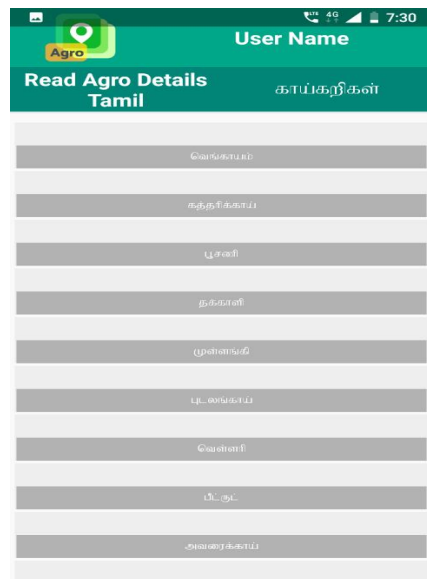 4G 7:30
Agro
User Name
Read Agro Details
Tamil
காய்கறிகள்
வெங்காயம்
கத்தரிக்காய்
பூசணி
தக்காளி
முள்ளங்கி
புடலங்காய்
வெள்ளரி
பீட்ரூட்
அவரைக்காய்